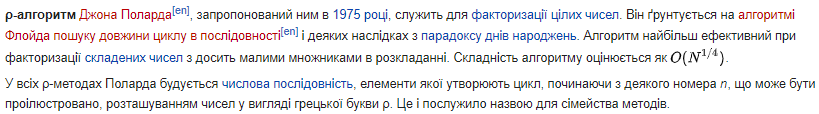 ρ-алгоритм Джона Поларда[en], запропонований ним в 1975 році, служить для факторизації цілих чисел. Він ґрунтується на алгоритмі
Флойда пошуку довжини циклу в послідовності[en] і деяких наслідках з парадоксу днів народжень. Алгоритм найбільш ефективний при
факторизації складених чисел з досить малими множниками в розкладанні. Складність алгоритму оцінюється як O(N^{1/4}).
У всіх ρ-методах Поларда будується числова послідовність, елементи якої утворюють цикл, починаючи з деякого номера n, що може бути
проілюстровано, розташуванням чисел у вигляді грецької букви ρ. Це і послужило назвою для сімейства методів.